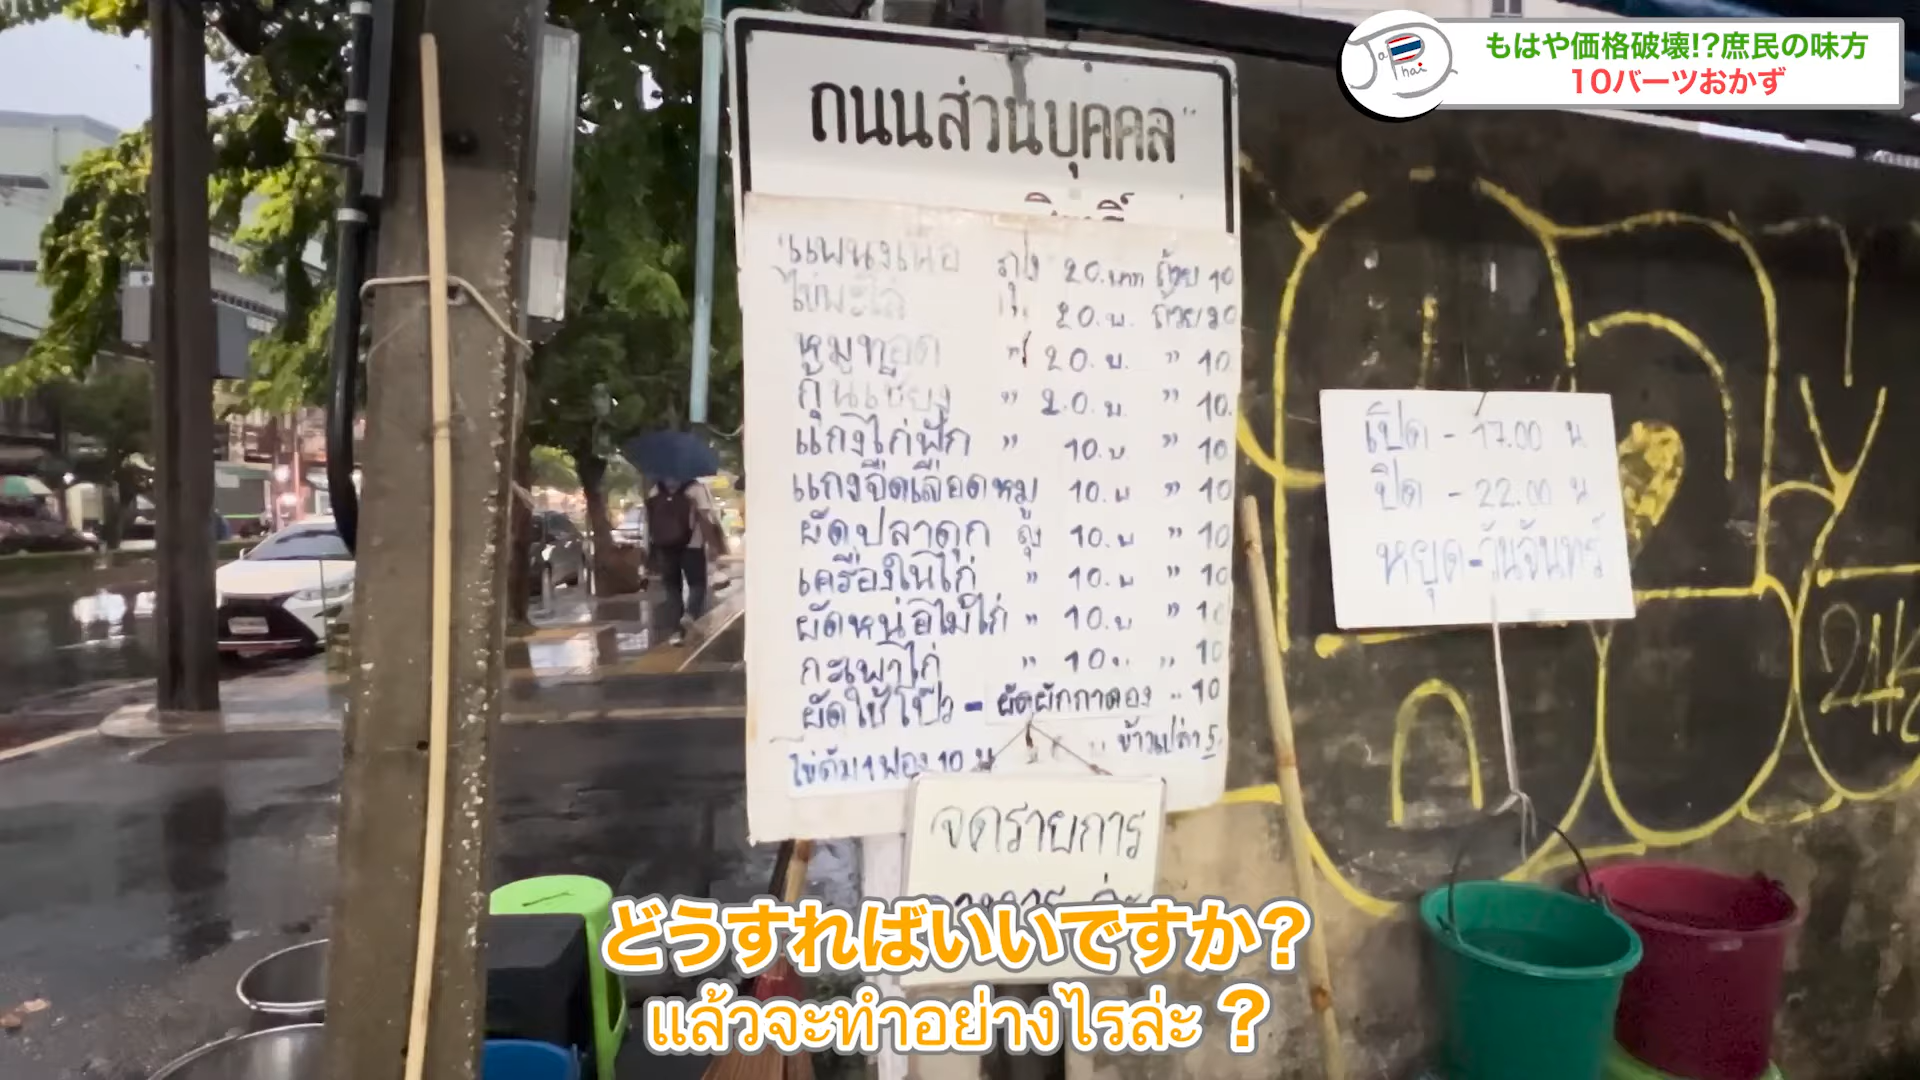 もはや価格破壊!?庶民の味方
10バーツおかず
Ja Thai
ถนนส่วนบุคคล
แพนงเนื้อ ถุง 20.บาท ถ้วย 10
ไข่พะโล้ " 20.บ. ถ้วย 10
หมูทอด " 20.บ. " 10
กุนเชียง " 20.บ. " 10.
แกงไก่ฟัก " 10.บ " 10
แกงจืดเลือดหมู 10.บ " 10
ผัดปลาดุก ถุง 10.บ " 10
เครื่องในไก่ " 10.บ " 10
ผัดหน่อไม้ไก่ " 10.บ " 10
กะเพาไก่ " 10.. " 10
ผัดใช้โป๊ว - ผัดผักกาดอง " 10
ข้าวเปล่า 5.
ไข่ต้ม 1 ฟอง 10 บ
จดรายการ
เปิด - 17.00 น
ปิด - 22.00 น
หยุด-วันจันทร์
どうすればいいですか?
แล้วจะทำอย่างไรล่ะ ?